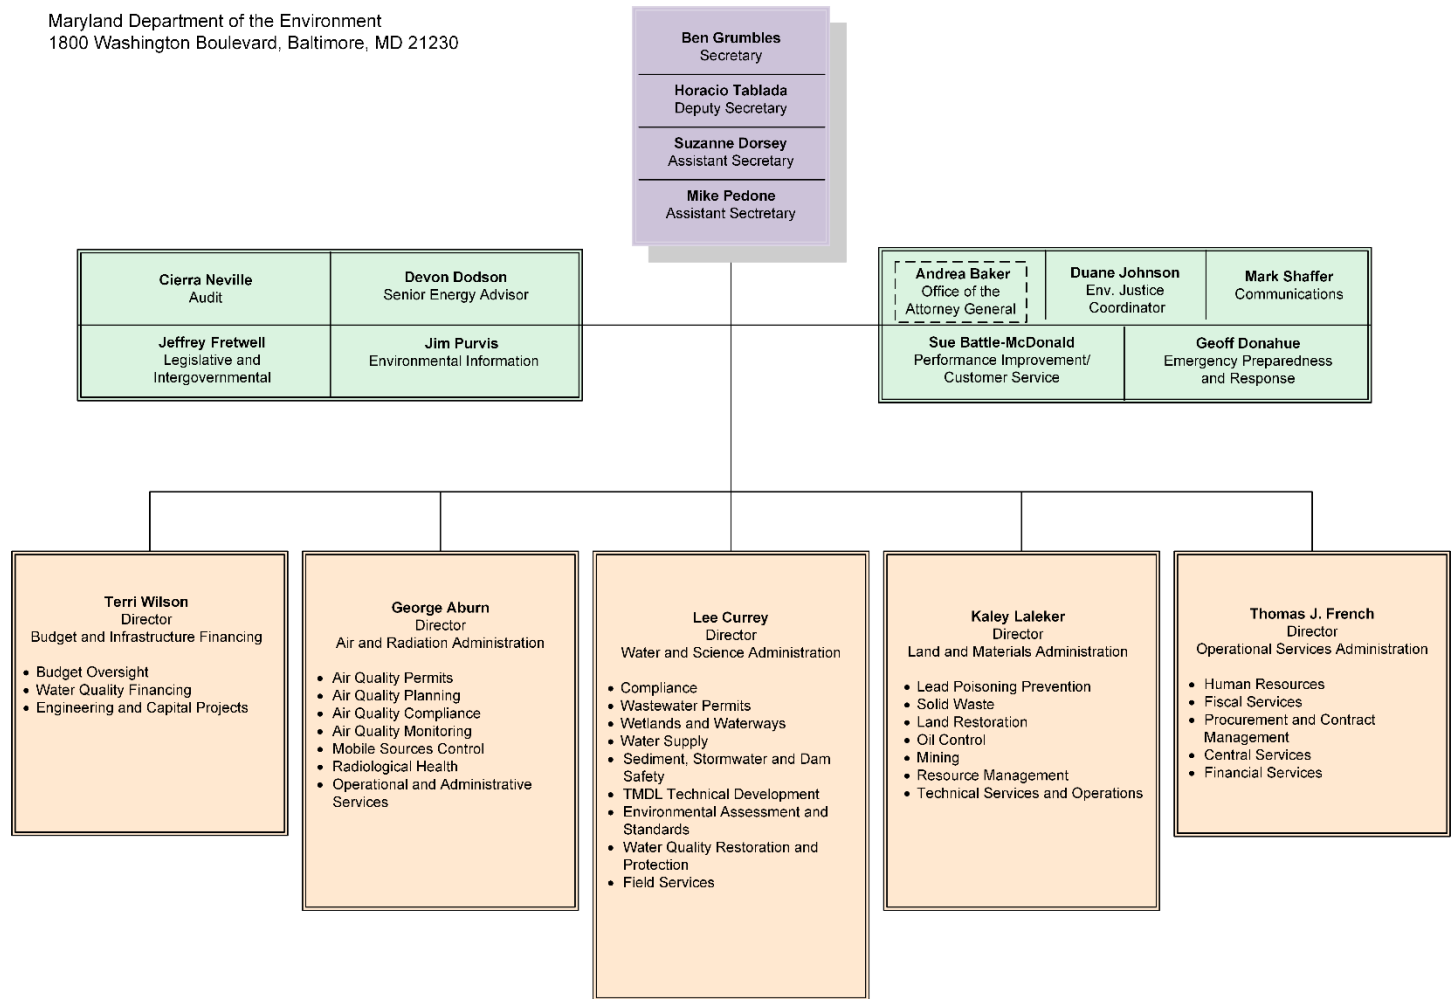 Maryland Department of the Environment
1800 Washington Boulevard, Baltimore, MD 21230
Ben Grumbles
Secretary
Horacio Tablada
Deputy Secretary
Suzanne Dorsey
Assistant Secretary
Mike Pedone
Assistant Sectretary
Cierra Neville
Audit
Devon Dodson
Senior Energy Advisor
Jeffrey Fretwell
Legislative and
Intergovernmental
Jim Purvis
Environmental Information
Andrea Baker
Office of the
Attorney General
Duane Johnson
Env. Justice
Coordinator
Mark Shaffer
Communications
Sue Battle-McDonald
Performance Improvement/
Customer Service
Geoff Donahue
Emergency Preparedness
and Response
Terri Wilson
Director
Budget and Infrastructure Financing
• Budget Oversight
• Water Quality Financing
• Engineering and Capital Projects
George Aburn
Director
Air and Radiation Administration
• Air Quality Permits
• Air Quality Planning
• Air Quality Compliance
• Air Quality Monitoring
• Mobile Sources Control
• Radiological Health
• Operational and Administrative
Services
Lee Currey
Director
Water and Science Administration
• Compliance
• Wastewater Permits
• Wetlands and Waterways
• Water Supply
• Sediment, Stormwater and Dam
Safety
• TMDL Technical Development
• Environmental Assessment and
Standards
• Water Quality Restoration and
Protection
• Field Services
Kaley Laleker
Director
Land and Materials Administration
• Lead Poisoning Prevention
• Solid Waste
• Land Restoration
• Oil Control
• Mining
• Resource Management
• Technical Services and Operations
Thomas J. French
Director
Operational Services Administration
• Human Resources
• Fiscal Services
• Procurement and Contract
Management
• Central Services
• Financial Services